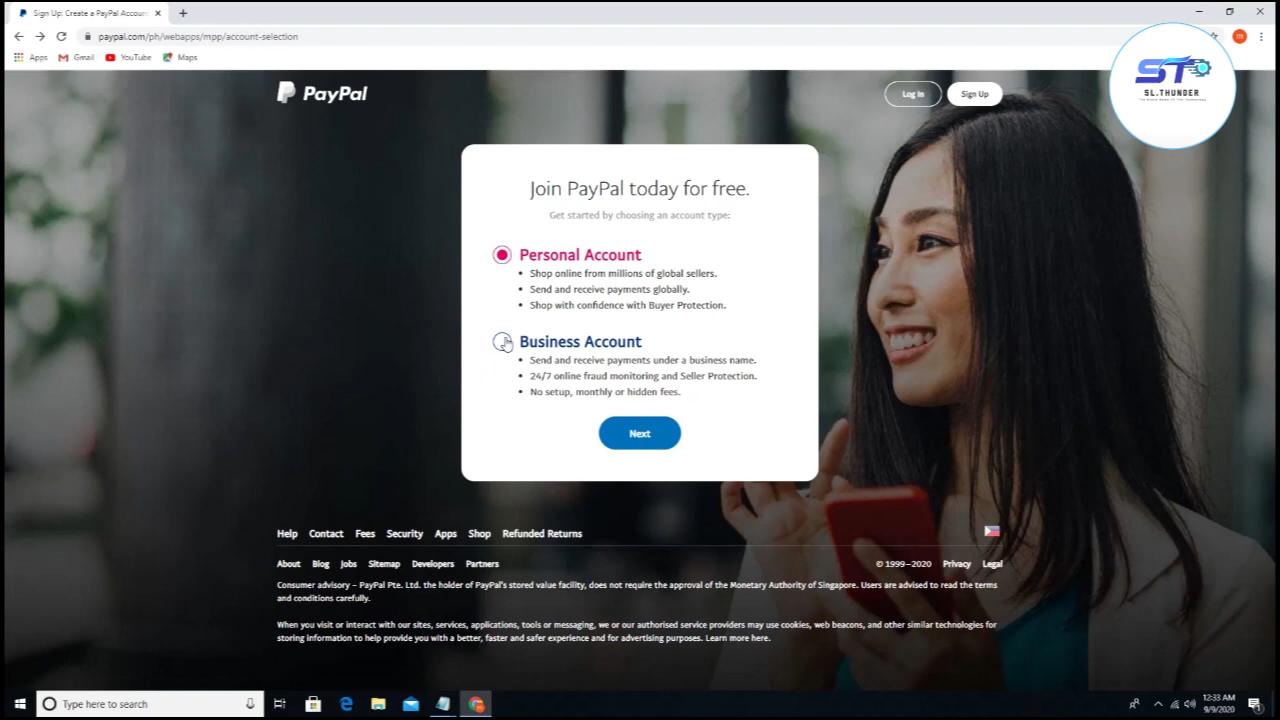 Sign Up: Create a PayPal Accoun
paypal.com/ph/webapps/mpp/account-selection
m
Apps Gmail YouTube Maps
ST
SL.THUNDER
PayPal
Log In Sign Up
Join PayPal today for free.
Get started by choosing an account type:
Personal Account
• Shop online from millions of global sellers.
• Send and receive payments globally.
• Shop with confidence with Buyer Protection.
Business Account
• Send and receive payments under a business name.
• 24/7 online fraud monitoring and Seller Protection.
• No setup, monthly or hidden fees.
Next
Help Contact Fees Security Apps Shop Refunded Returns
About Blog Jobs Sitemap Developers Partners © 1999–2020 Privacy Legal
Consumer advisory – PayPal Pte. Ltd. the holder of PayPal's stored value facility, does not require the approval of the Monetary Authority of Singapore. Users are advised to read the terms
and conditions carefully.
When you visit or interact with our sites, services, applications, tools or messaging, we or our authorised service providers may use cookies, web beacons, and other similar technologies for
storing information to help provide you with a better, faster and safer experience and for advertising purposes. Learn more here.
Type here to search
12:33 AM
9/9/2020